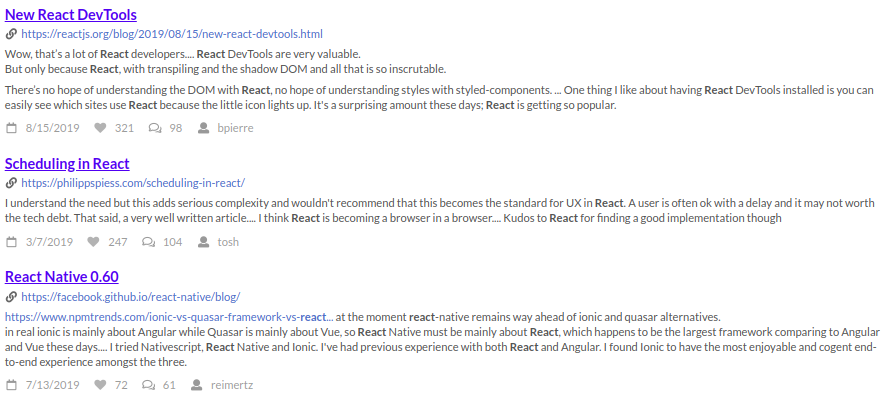 New React DevTools
https://reactjs.org/blog/2019/08/15/new-react-devtools.html
Wow, that's a lot of React developers.... React DevTools are very valuable.
But only because React, with transpiling and the shadow DOM and all that is so inscrutable.
There's no hope of understanding the DOM with React, no hope of understanding styles with styled-components. ... One thing I like about having React DevTools installed is you can
easily see which sites use React because the little icon lights up. It's a surprising amount these days; React is getting so popular.
8/15/2019 321 98 bpierre
Scheduling in React
https://philippspiess.com/scheduling-in-react/
I understand the need but this adds serious complexity and wouldn't recommend that this becomes the standard for UX in React. A user is often ok with a delay and it may not worth
the tech debt. That said, a very well written article.... I think React is becoming a browser in a browser.... Kudos to React for finding a good implementation though
3/7/2019 247 104 tosh
React Native 0.60
https://facebook.github.io/react-native/blog/
https://www.npmtrends.com/ionic-vs-quasar-framework-vs-react... at the moment react-native remains way ahead of ionic and quasar alternatives.
in real ionic is mainly about Angular while Quasar is mainly about Vue, so React Native must be mainly about React, which happens to be the largest framework comparing to Angular
and Vue these days.... I tried Nativescript, React Native and Ionic. I've had previous experience with both React and Angular. I found Ionic to have the most enjoyable and cogent end-
to-end experience amongst the three.
7/13/2019 72 61 reimertz